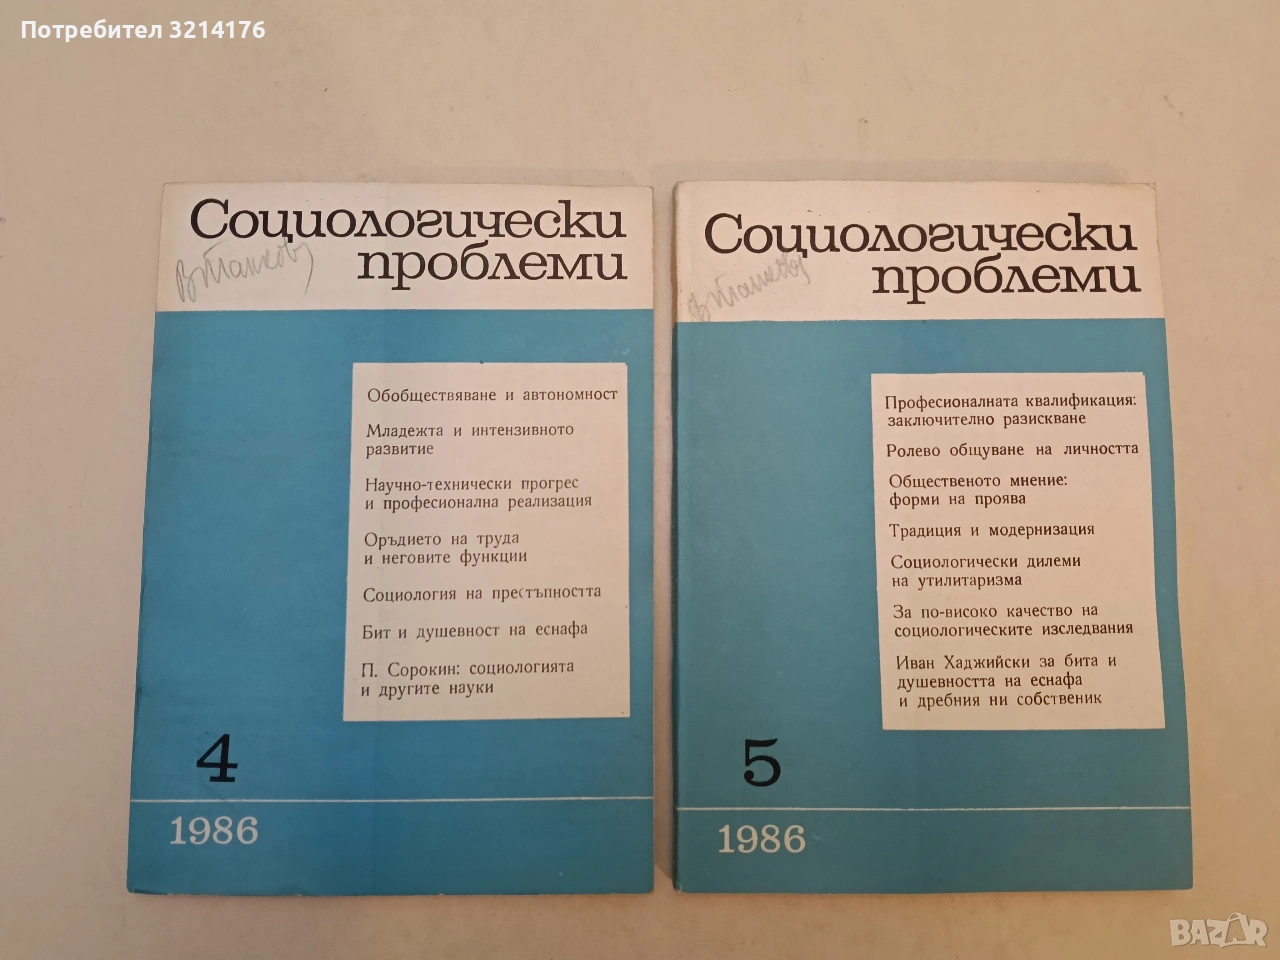 Потребител 3214176
Социологически
проблеми
Обобществяване и автономност
Младежта и интензивното
развитие
Научно-технически прогрес
и професионална реализация
Оръдието на труда
и неговите функции
Социология на престъпността
Бит и душевност на еснафа
П. Сорокин: социологията
и другите науки
4
1986
Социологически
проблеми
Професионалната квалификация:
заключително разискване
Ролево общуване на личността
Общественото мнение:
форми на проява
Традиция и модернизация
Социологически дилеми
на утилитаризма
За по-високо качество на
социологическите изследвания
Иван Хаджийски за бита и
душевността на еснафа
и дребния ни собственик
5
1986
BAZAR